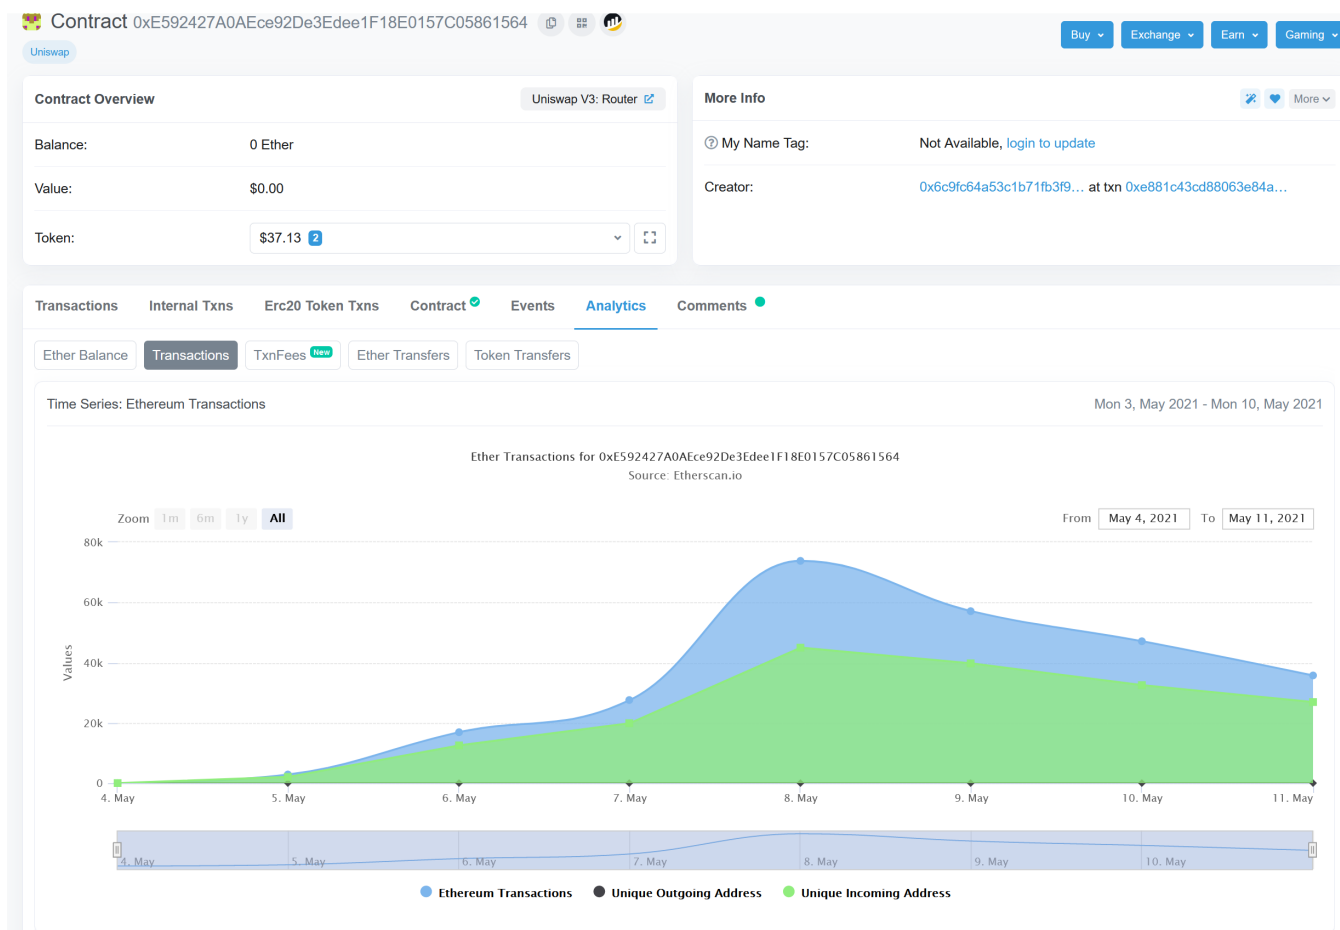 Contract 0xE592427A0AEce92De3Edee1F18E0157C05861564
Buy Exchange Earn Gaming
Uniswap
Contract Overview
Uniswap V3: Router
Balance: 0 Ether
Value: $0.00
Token: $37.13 2
More Info
More
My Name Tag: Not Available, login to update
Creator: 0x6c9fc64a53c1b71fb3f9... at txn 0xe881c43cd88063e84a...
Transactions Internal Txns Erc20 Token Txns Contract Events Analytics Comments
Ether Balance Transactions TxnFees New Ether Transfers Token Transfers
Time Series: Ethereum Transactions
Mon 3, May 2021 - Mon 10, May 2021
Ether Transactions for 0xE592427A0AEce92De3Edee1F18E0157C05861564
Source: Etherscan.io
Zoom 1m 6m 1y All
From May 4, 2021 To May 11, 2021
80k
60k
40k
20k
0
Values
4. May 5. May 6. May 7. May 8. May 9. May 10. May 11. May
4. May 5. May 6. May 7. May 8. May 9. May 10. May
Ethereum Transactions Unique Outgoing Address Unique Incoming Address